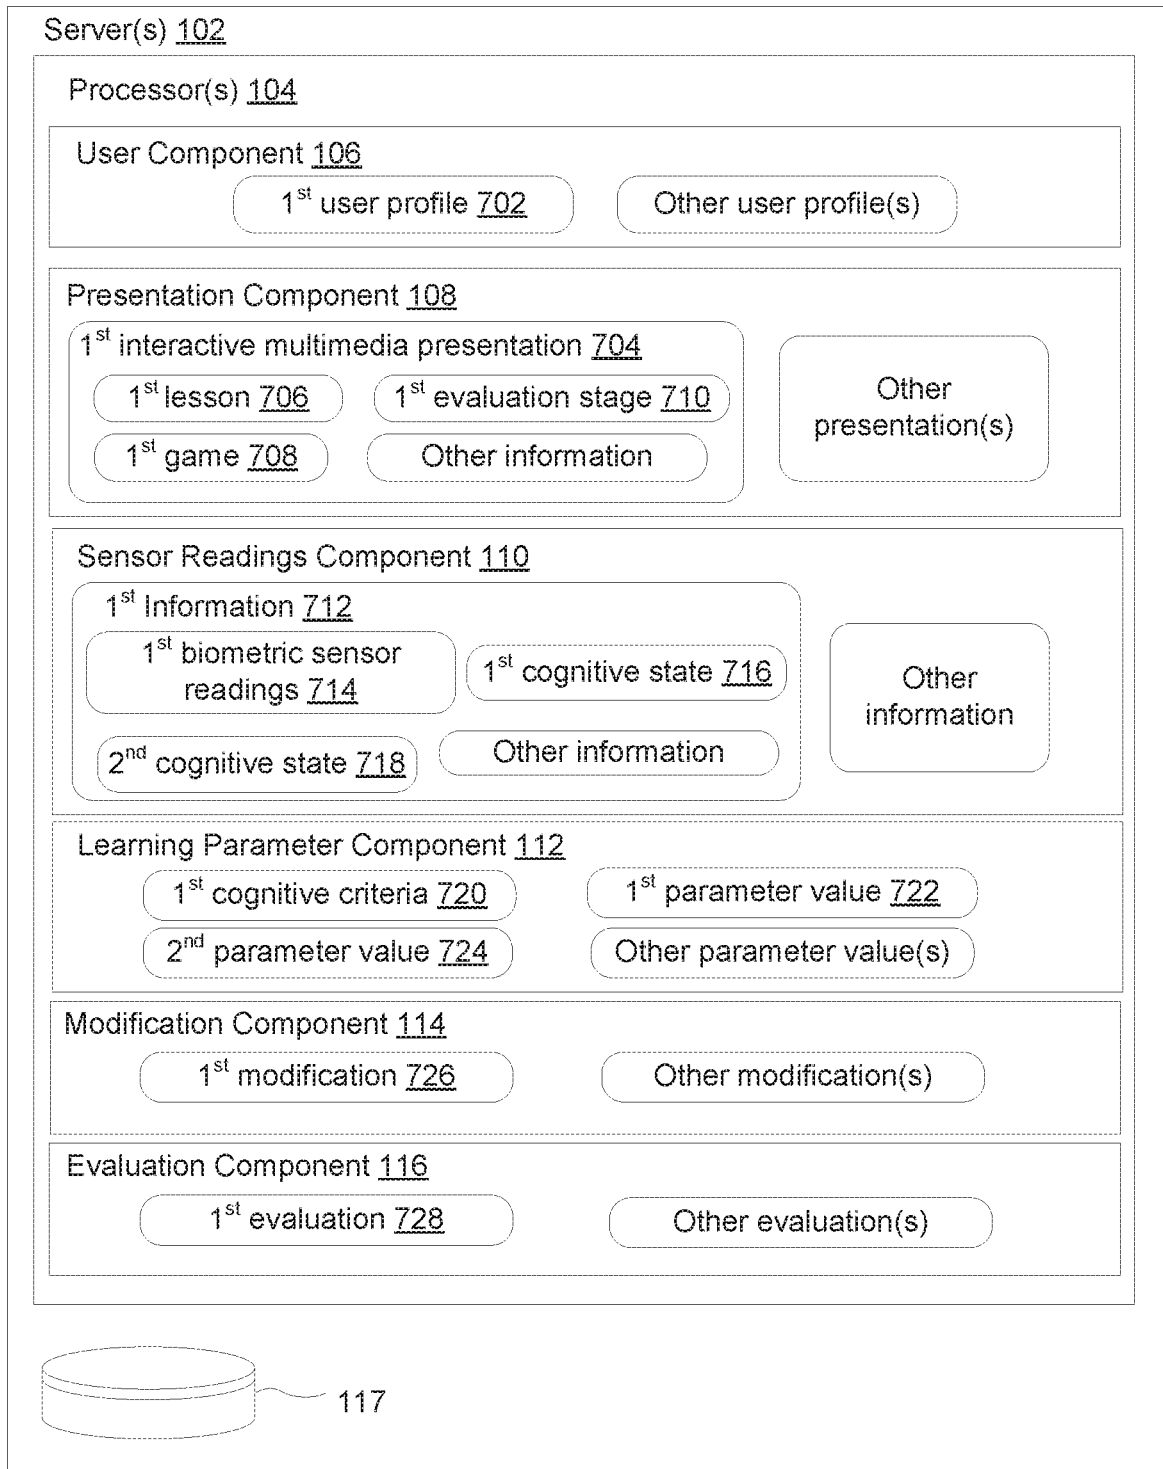 Server(s) 102
Processor(s) 104
User Component 106
1st user profile 702
Other user profile(s)
Presentation Component 108
1st interactive multimedia presentation 704
1st lesson 706
1st evaluation stage 710
1st game 708
Other information
Other
presentation(s)
Sensor Readings Component 110
1st Information 712
1st biometric sensor
readings 714
1st cognitive state 716
2nd cognitive state 718
Other information
Other
information
Learning Parameter Component 112
1st cognitive criteria 720
1st parameter value 722
2nd parameter value 724
Other parameter value(s)
Modification Component 114
1st modification 726
Other modification(s)
Evaluation Component 116
1st evaluation 728
Other evaluation(s)
117